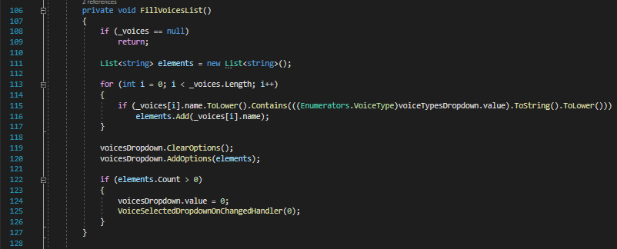 2 references
106 private void FillVoicesList()
107 {
108 if (_voices == null)
109 return;
110
111 List<string> elements = new List<string>();
112
113 for (int i = 0; i < _voices.Length; i++)
114 {
115 if (_voices[i].name.ToLower().Contains(((Enumerators.VoiceType)voiceTypesDropdown.value).ToString().ToLower()))
116 elements.Add(_voices[i].name);
117 }
118
119 voicesDropdown.ClearOptions();
120 voicesDropdown.AddOptions(elements);
121
122 if (elements.Count > 0)
123 {
124 voicesDropdown.value = 0;
125 VoiceSelectedDropdownOnChangedHandler(0);
126 }
127 }
128